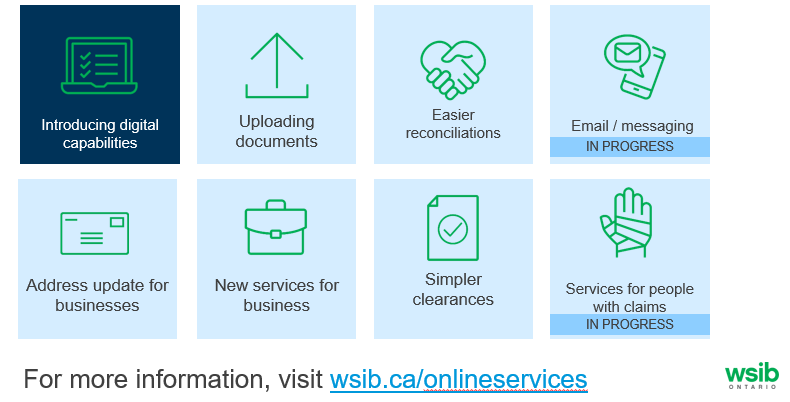 Introducing digital
capabilities
Uploading
documents
Easier
reconciliations
Email / messaging
IN PROGRESS
Address update for
businesses
New services for
business
Simpler
clearances
Services for people
with claims
IN PROGRESS
For more information, visit wsib.ca/onlineservices
wsib
ONTARIO